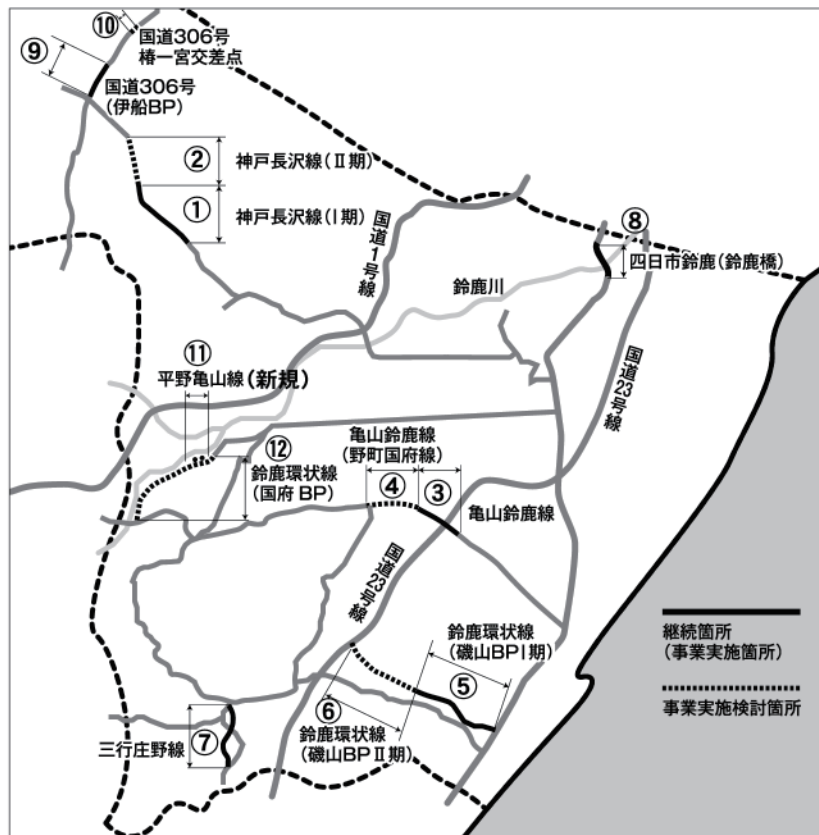 ⑩
国道306号
椿一宮交差点
⑨
国道306号
(伊船BP)
②
神戸長沢線(Ⅱ期)
①
神戸長沢線(Ⅰ期)
国道1号線
鈴鹿川
⑧
四日市鈴鹿(鈴鹿橋)
国道23号線
⑪
平野亀山線(新規)
⑫
鈴鹿環状線
(国府BP)
亀山鈴鹿線
(野町国府線)
④
③
亀山鈴鹿線
国道23号線
鈴鹿環状線
(磯山BPⅠ期)
⑤
⑥
鈴鹿環状線
(磯山BPⅡ期)
三行庄野線
⑦
継続箇所
(事業実施箇所)
事業実施検討箇所